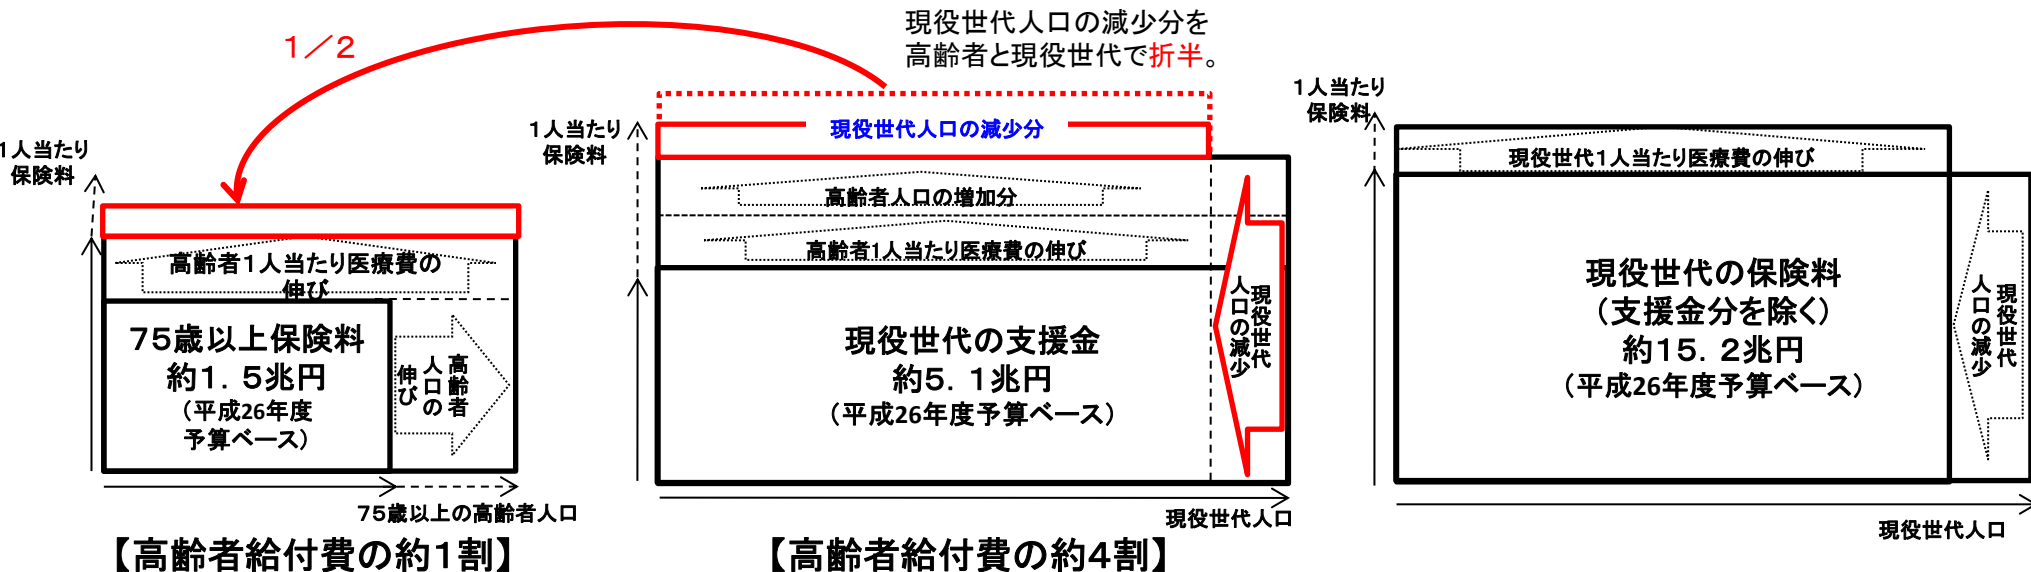 現役世代人口の減少分を
高齢者と現役世代で折半。
1/2
1人当たり
保険料
高齢者1人当たり医療費の
伸び
75歳以上保険料
約1.5兆円
(平成26年度
予算ベース)
高齢者
人口の
伸び
75歳以上の高齢者人口
【高齢者給付費の約1割】
1人当たり
保険料
現役世代人口の減少分
高齢者人口の増加分
高齢者1人当たり医療費の伸び
現役世代の支援金
約5.1兆円
(平成26年度予算ベース)
現役世代
人口の減少
現役世代人口
【高齢者給付費の約4割】
1人当たり
保険料
現役世代1人当たり医療費の伸び
現役世代の保険料
(支援金分を除く)
約15.2兆円
(平成26年度予算ベース)
現役世代
人口の減少
現役世代人口